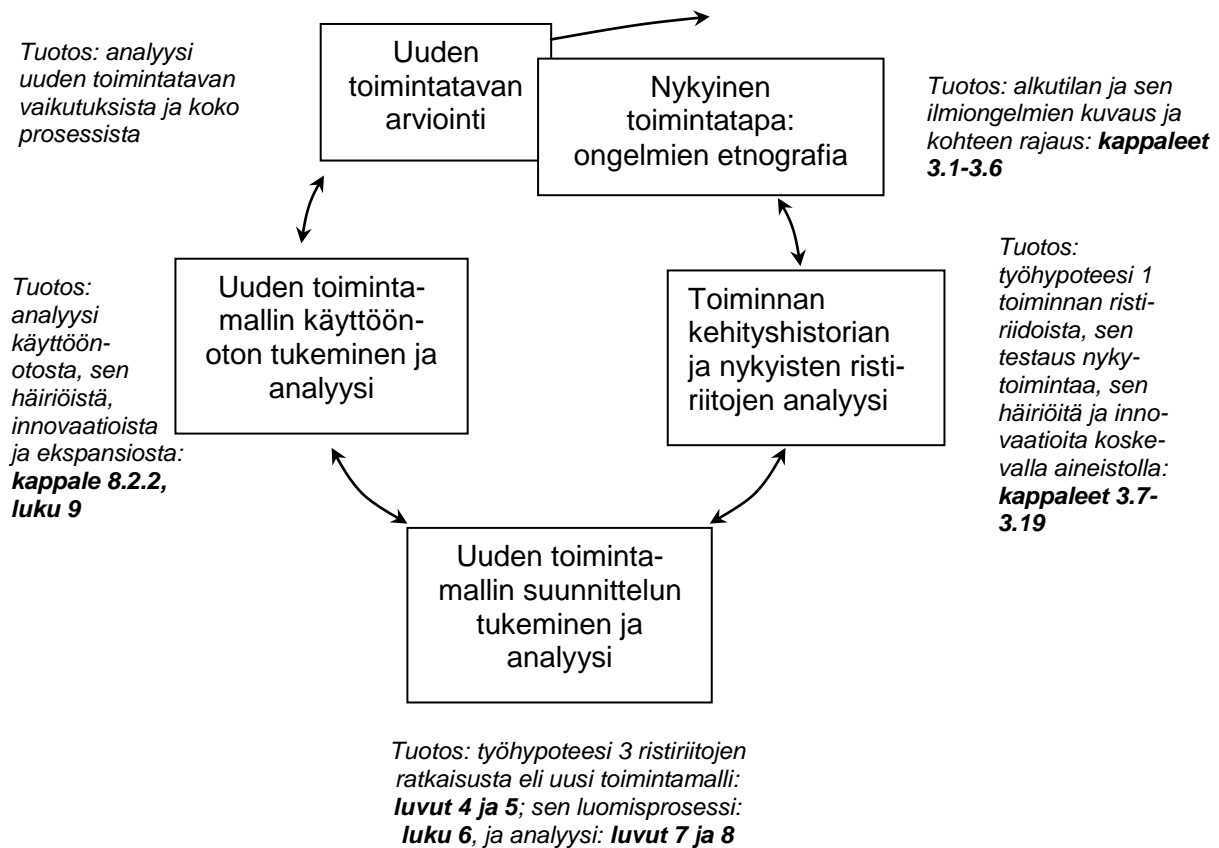 Tuotos: analyysi
uuden toimintatavan
vaikutuksista ja koko
prosessista
Uuden
toimintatavan
arviointi
Nykyinen
toimintatapa:
ongelmien etnografia
Tuotos: alkutilan ja sen
ilmiongelmien kuvaus ja
kohteen rajaus: kappaleet
3.1-3.6
Tuotos:
analyysi
käyttöön-
otosta, sen
häiriöistä,
innovaatioista
ja ekspansiosta:
kappale 8.2.2,
luku 9
Uuden toiminta-
mallin käyttöön-
oton tukeminen ja
analyysi
Toiminnan
kehityshistorian
ja nykyisten risti-
riitojen analyysi
Tuotos:
työhypoteesi 1
toiminnan risti-
riidoista, sen
testaus nyky-
toimintaa, sen
häiriöitä ja inno-
vaatioita koske-
valla aineistolla:
kappaleet 3.7-
3.19
Uuden toiminta-
mallin suunnittelun
tukeminen ja
analyysi
Tuotos: työhypoteesi 3 ristiriitojen
ratkaisusta eli uusi toimintamalli:
luvut 4 ja 5; sen luomisprosessi:
luku 6, ja analyysi: luvut 7 ja 8